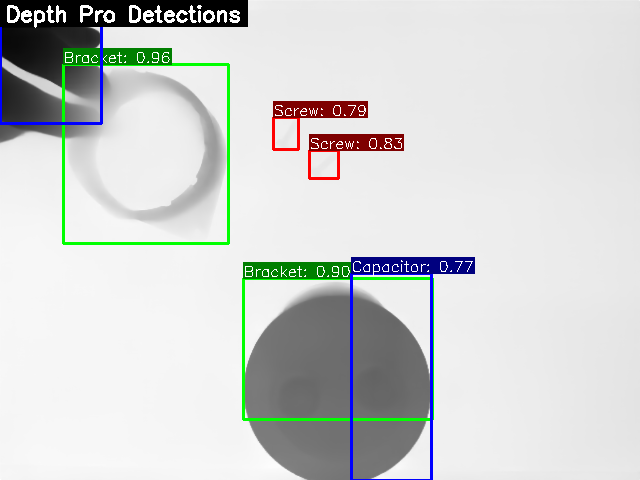 Depth Pro Detections
Bracket: 0.96
Screw: 0.79
Screw: 0.83
Bracket: 0.90
Capacitor: 0.77